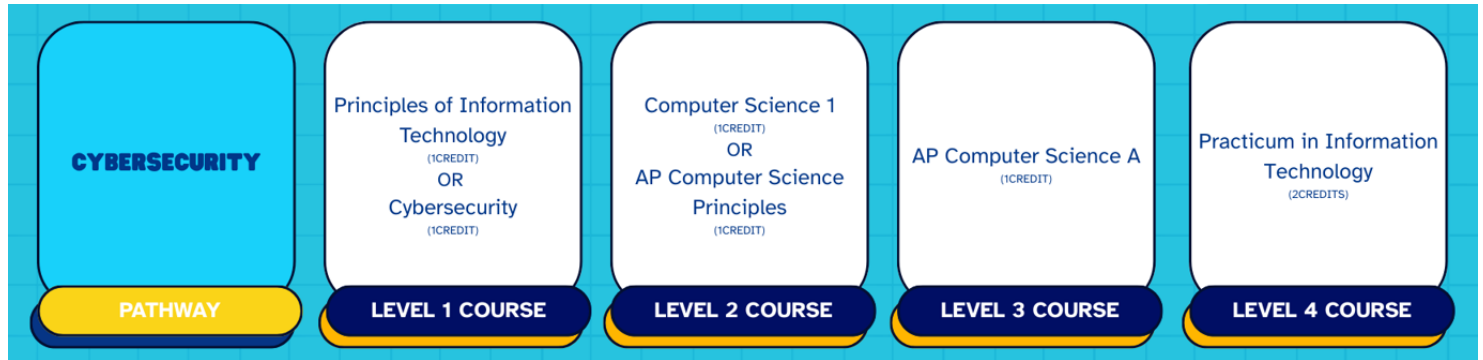 CYBERSECURITY
PATHWAY
Principles of Information
Technology
(1CREDIT)
OR
Cybersecurity
(1CREDIT)
LEVEL 1 COURSE
Computer Science 1
(1CREDIT)
OR
AP Computer Science
Principles
(1CREDIT)
LEVEL 2 COURSE
AP Computer Science A
(1CREDIT)
LEVEL 3 COURSE
Practicum in Information
Technology
(2CREDITS)
LEVEL 4 COURSE